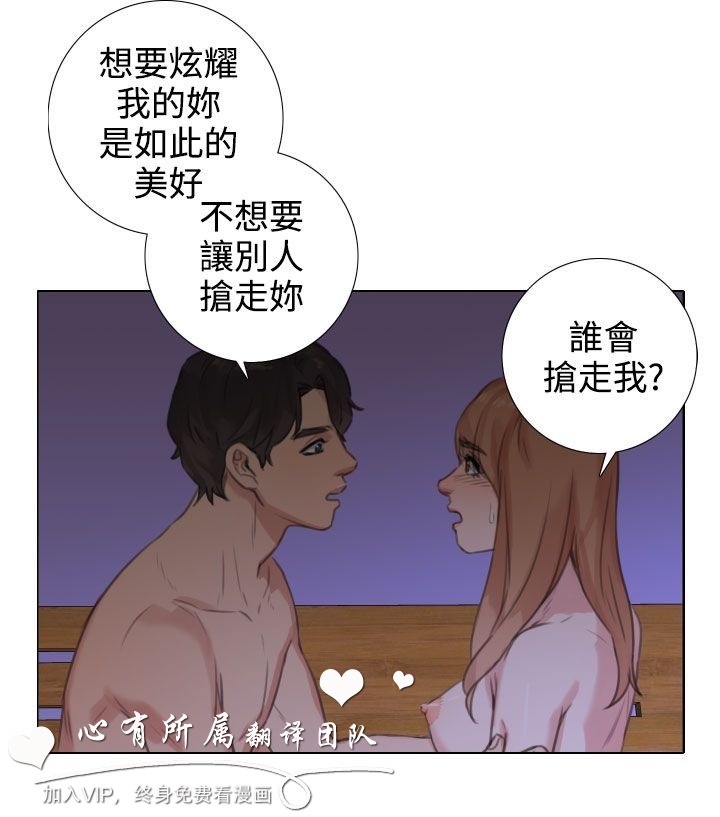 想要炫耀
我的妳
是如此的
美好
不想要
讓別人
搶走妳
誰會
搶走我?
心有所属翻译团队
加入VIP，终身免费看漫画